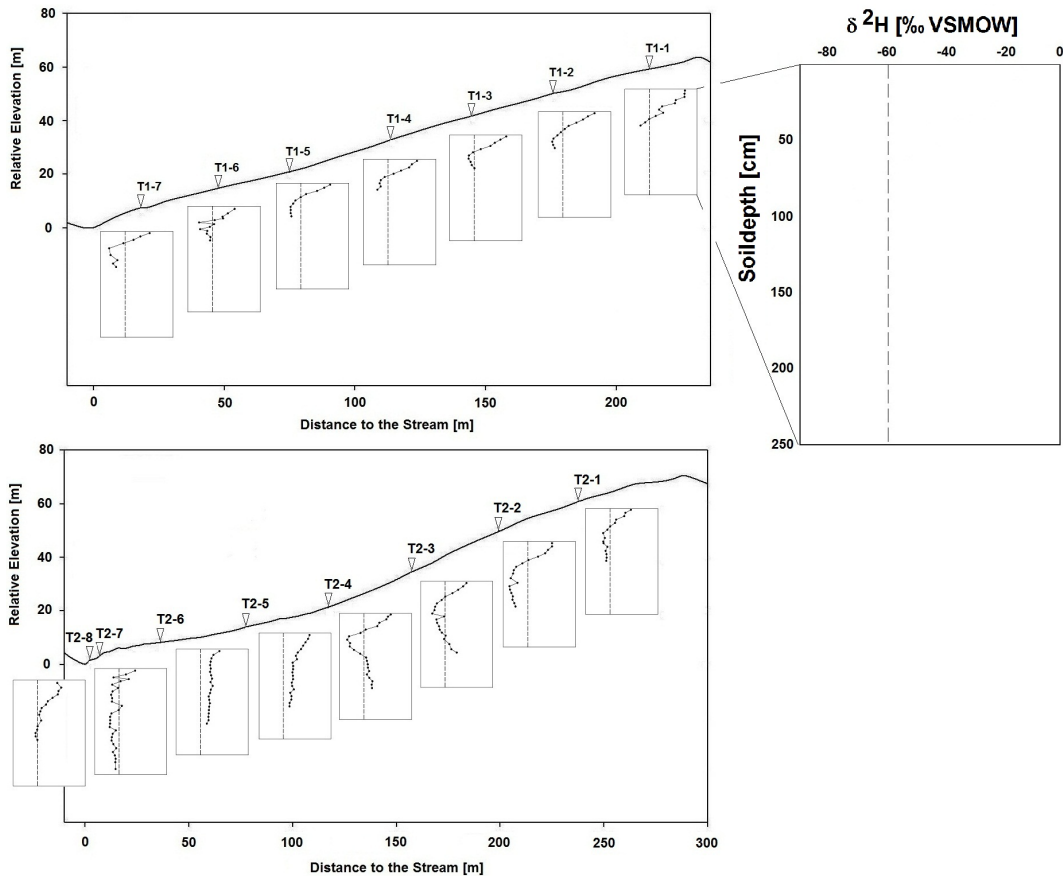 80
60
40
20
0
Relative Elevation [m]
T1-1
T1-2
T1-3
T1-4
T1-5
T1-6
T1-7
0 50 100 150 200
Distance to the Stream [m]
δ ²H [‰ VSMOW]
-80 -60 -40 -20 0
Soildepth [cm]
50
100
150
200
250
80
60
40
20
0
Relative Elevation [m]
T2-1
T2-2
T2-3
T2-4
T2-5
T2-6
T2-7
T2-8
0 50 100 150 200 250 300
Distance to the Stream [m]